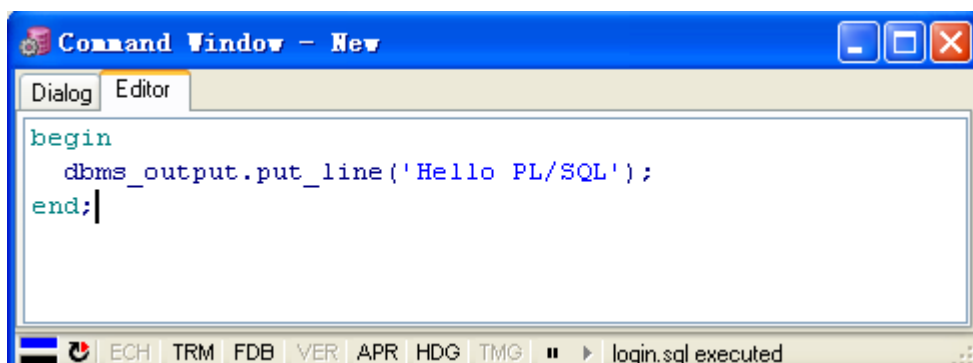 Command Window - New
Dialog Editor
begin
  dbms_output.put_line('Hello PL/SQL');
end;
ECH TRM FDB VER APR HDG TMG login.sql executed